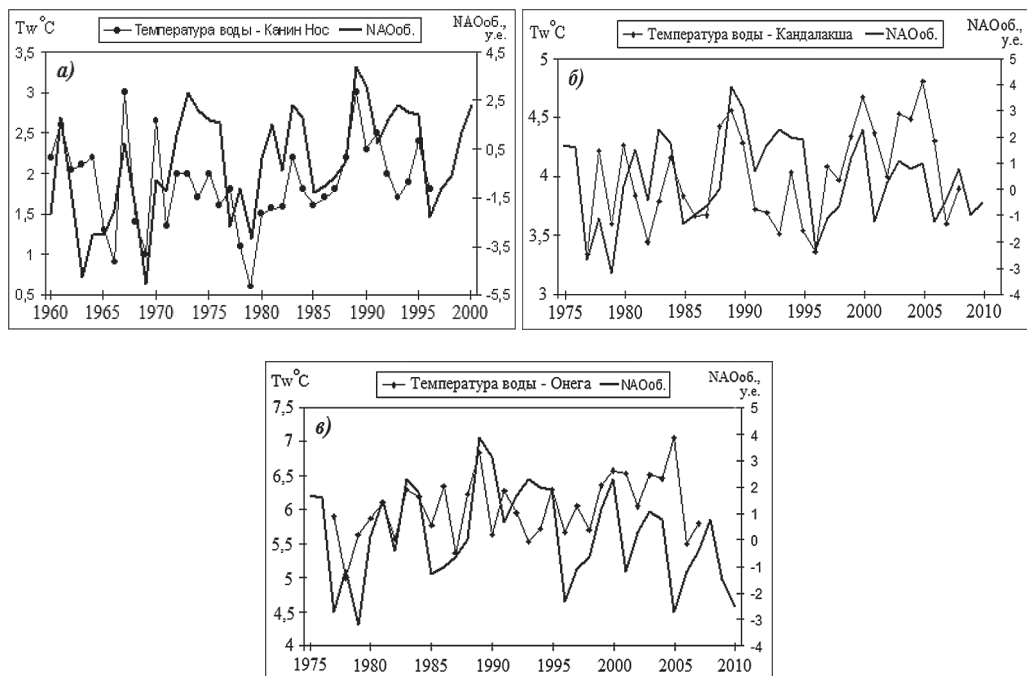 Tw°C
Температура воды - Канин Нос
NAOоб.
NAOоб.,
у.е.
а)
3,5
3
2,5
2
1,5
1
0,5
4,5
2,5
0,5
-1,5
-3,5
-5,5
1960 1965 1970 1975 1980 1985 1990 1995 2000
Tw°C
Температура воды - Кандалакша
NAOоб.
NAOоб.,
у.е.
б)
5
4,5
4
3,5
3
5
4
3
2
1
0
-1
-2
-3
-4
1975 1980 1985 1990 1995 2000 2005 2010
Tw°C
Температура воды - Онега
NAOоб.
NAOоб.,
у.е.
в)
7,5
7
6,5
6
5,5
5
4,5
4
5
4
3
2
1
0
-1
-2
-3
-4
1975 1980 1985 1990 1995 2000 2005 2010